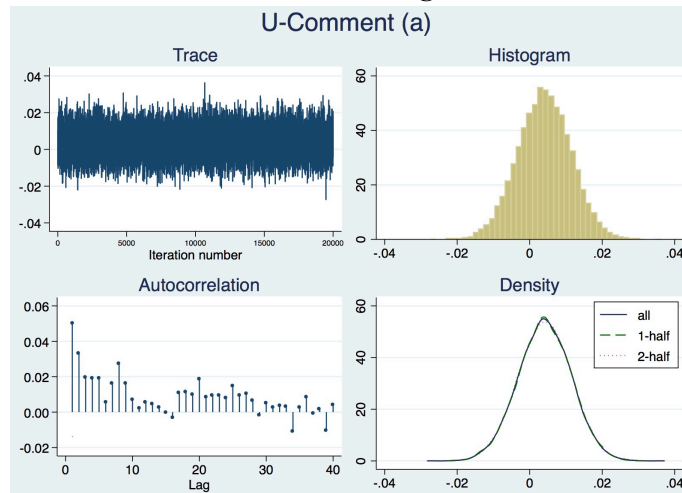 U-Comment (a)
Trace
.04
.02
0
-.02
-.04
0 5000 10000 15000 20000
Iteration number
Histogram
60
40
20
0
-.04 -.02 0 .02 .04
Autocorrelation
0.06
0.04
0.02
0.00
-0.02
0 10 20 30 40
Lag
Density
60
40
20
0
all
1-half
2-half
-.04 -.02 0 .02 .04